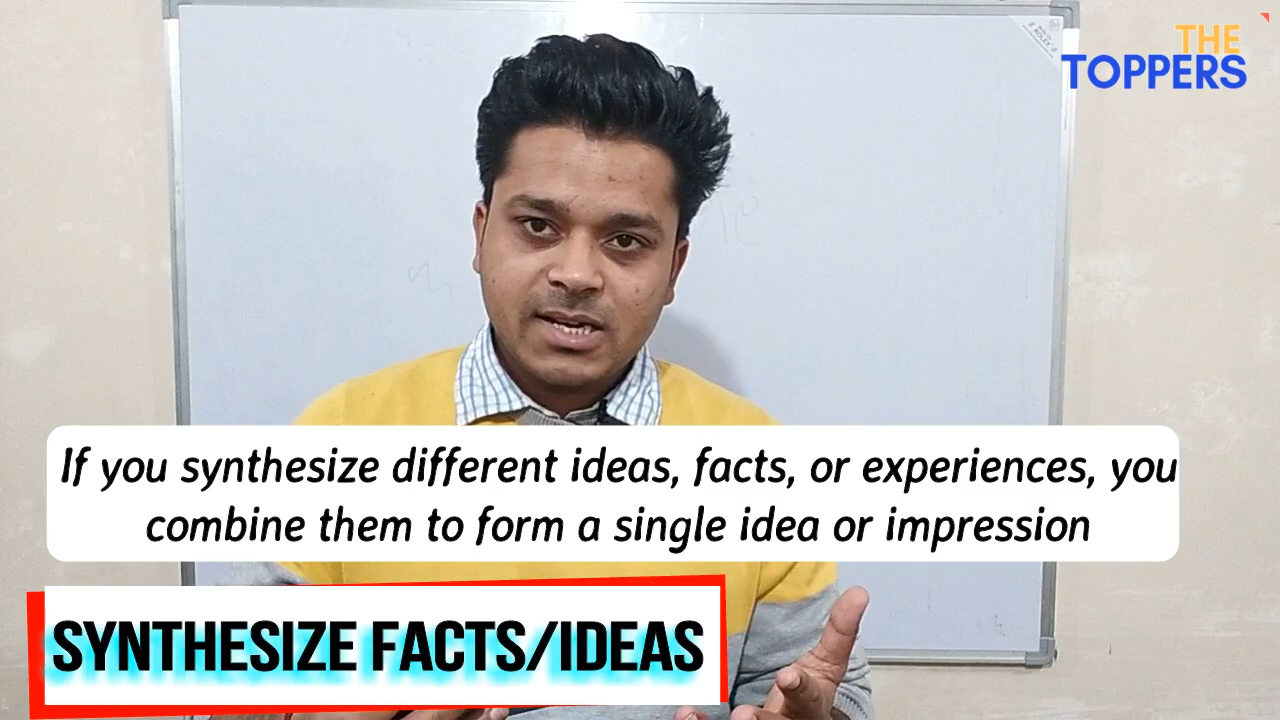 THE
TOPPERS
If you synthesize different ideas, facts, or experiences, you
combine them to form a single idea or impression
SYNTHESIZE FACTS/IDEAS